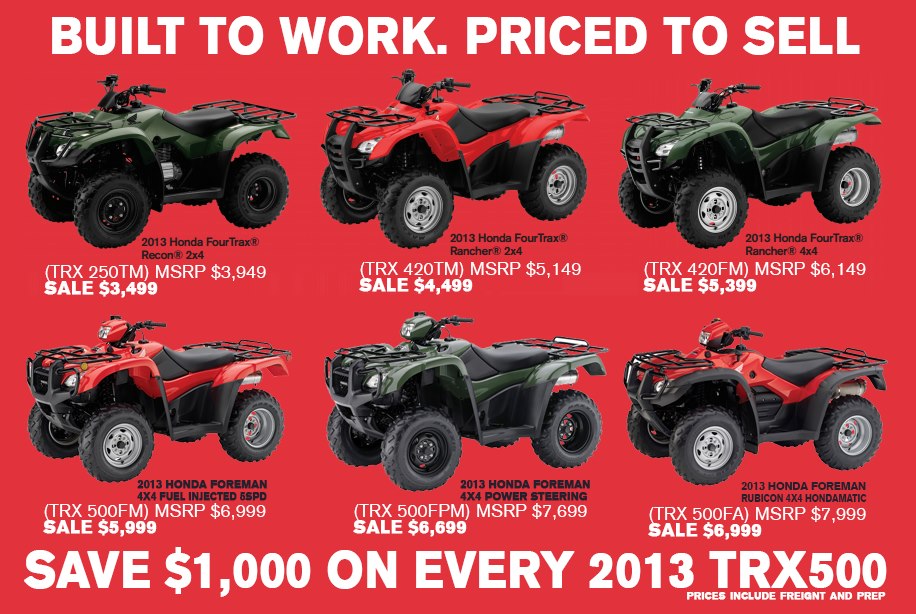 BUILT TO WORK. PRICED TO SELL
2013 Honda FourTrax®
Recon® 2x4
(TRX 250TM) MSRP $3,949
SALE $3,499
2013 Honda FourTrax®
Rancher® 2x4
(TRX 420TM) MSRP $5,149
SALE $4,499
2013 Honda FourTrax®
Rancher® 4x4
(TRX 420FM) MSRP $6,149
SALE $5,399
2013 HONDA FOREMAN
4X4 FUEL INJECTED 5SPD
(TRX 500FM) MSRP $6,999
SALE $5,999
2013 HONDA FOREMAN
4X4 POWER STEERING
(TRX 500FPM) MSRP $7,699
SALE $6,699
2013 HONDA FOREMAN
RUBICON 4X4 HONDAMATIC
(TRX 500FA) MSRP $7,999
SALE $6,999
SAVE $1,000 ON EVERY 2013 TRX500
PRICES INCLUDE FREIGNT AND PREP